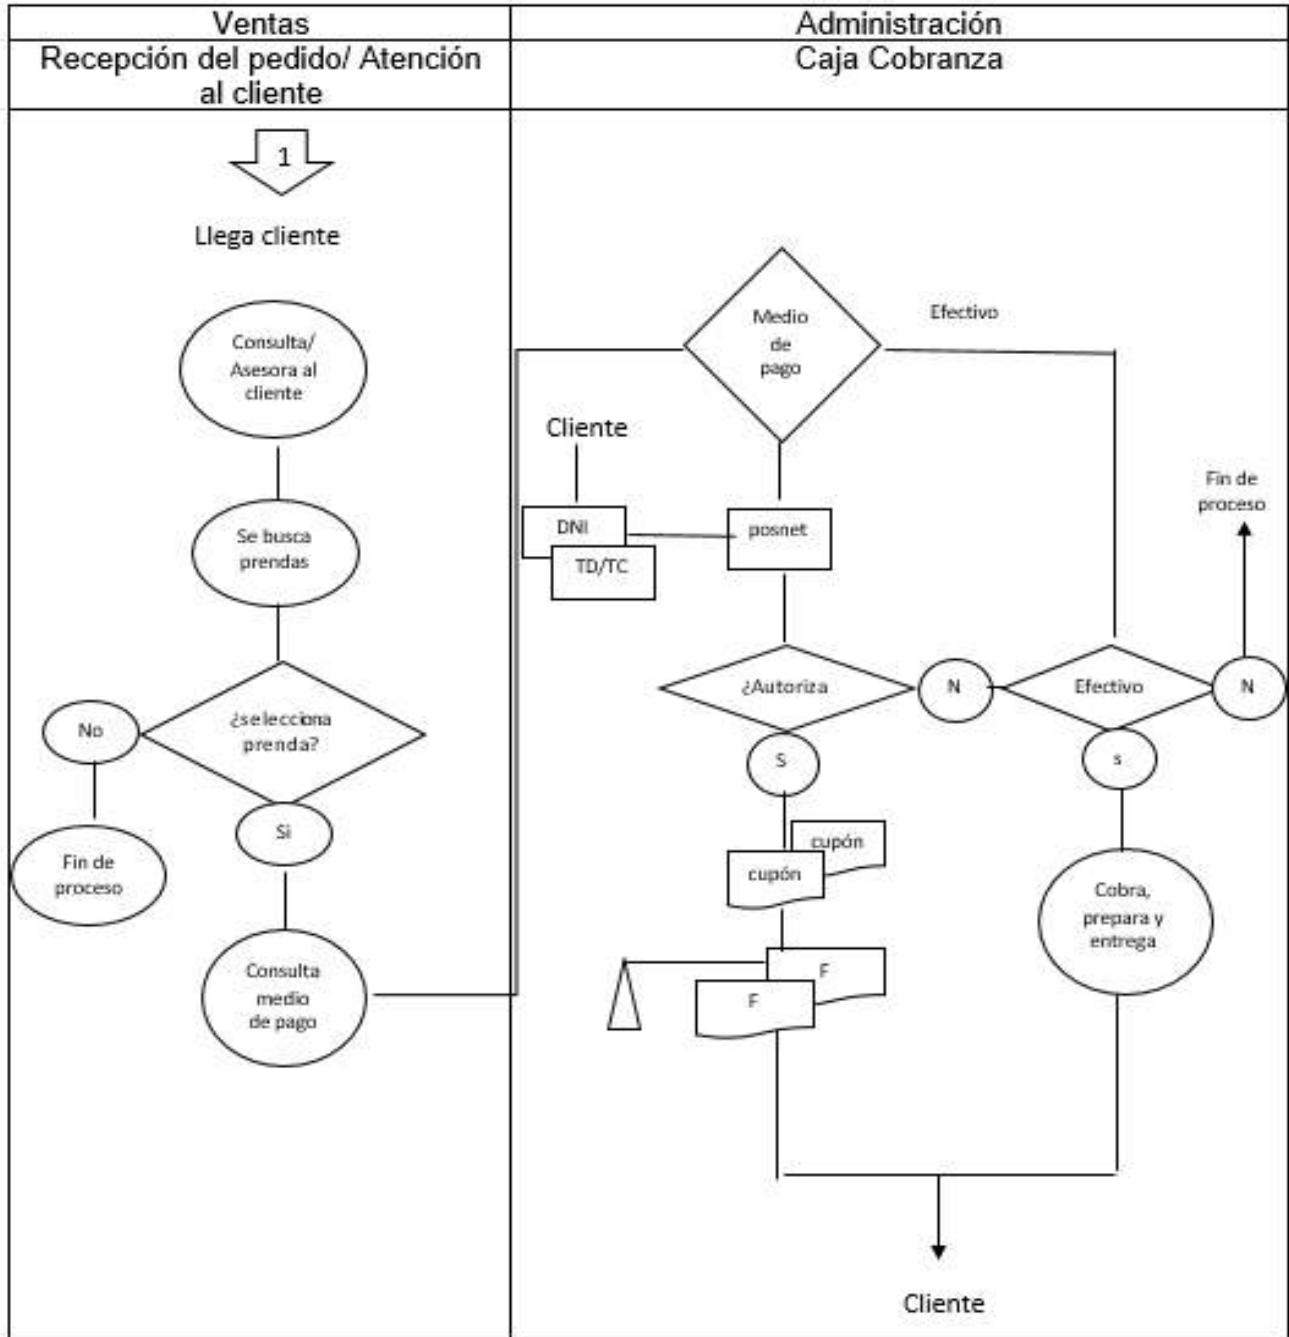 Ventas
Administración
Recepción del pedido/ Atención
al cliente
Caja Cobranza
1
Llega cliente
Consulta/
Asesora al
cliente
Se busca
prendas
¿selecciona
prenda?
No
Si
Fin de
proceso
Consulta
medio
de pago
Medio
de
pago
Efectivo
Cliente
DNI
TD/TC
posnet
Fin de
proceso
¿Autoriza
N
Efectivo
N
S
s
cupón
cupón
Cobra,
prepara y
entrega
F
F
Cliente